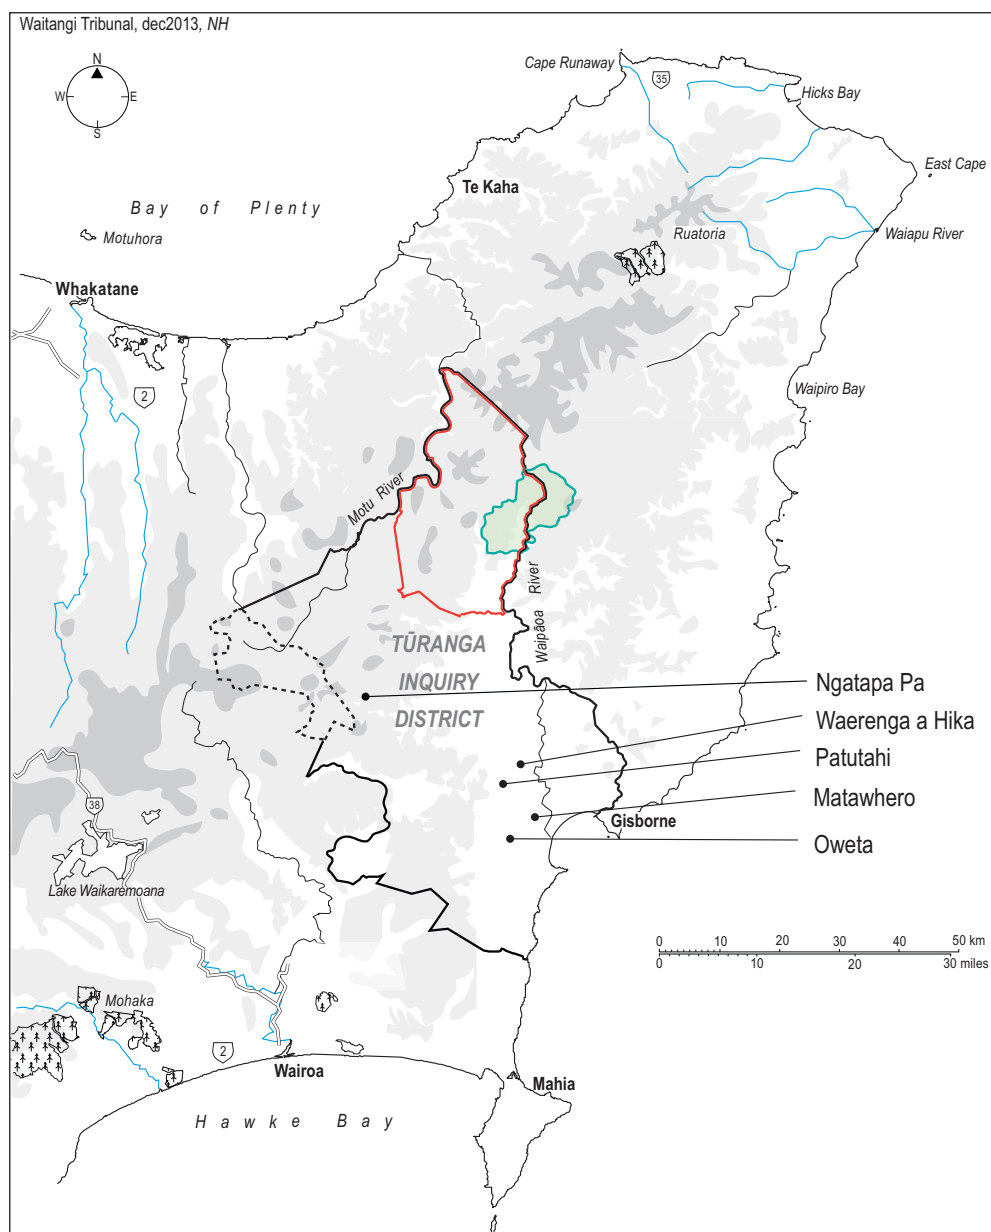 Waitangi Tribunal, dec2013, NH
N
W
E
S
Cape Runaway
35
Hicks Bay
East Cape
Te Kaha
Bay of Plenty
Motuhora
Ruatoria
Waiapu River
Whakatane
2
Waipiro Bay
Motu River
Waipāoa River
TŪRANGA
INQUIRY
DISTRICT
Ngatapa Pa
Waerenga a Hika
Patutahi
Matawhero
Gisborne
Oweta
38
Lake Waikaremoana
0 10 20 30 40 50 km
0 10 20 30 miles
Mohaka
2
Wairoa
Mahia
Hawke Bay